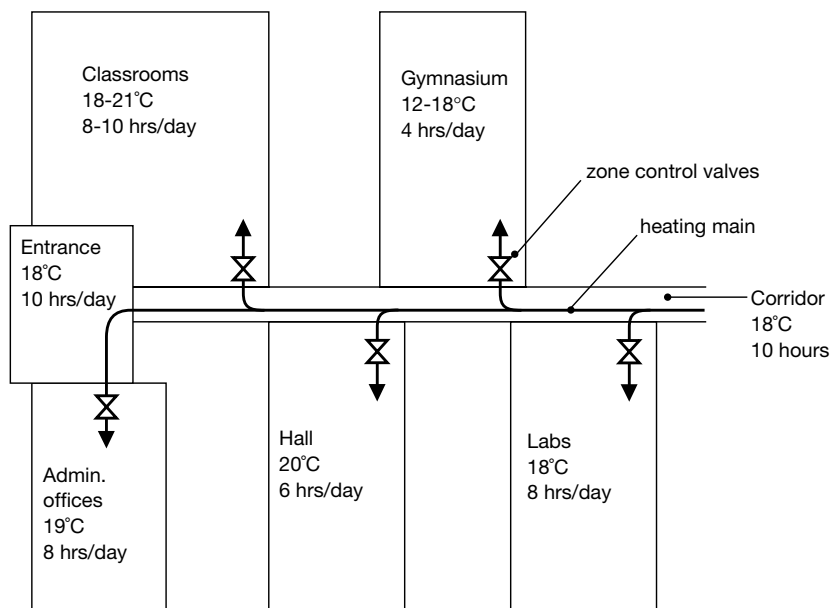 Classrooms
18-21˚C
8-10 hrs/day
Gymnasium
12-18°C
4 hrs/day
zone control valves
heating main
Entrance
18˚C
10 hrs/day
Corridor
18˚C
10 hours
Hall
20˚C
6 hrs/day
Labs
18˚C
8 hrs/day
Admin.
offices
19˚C
8 hrs/day